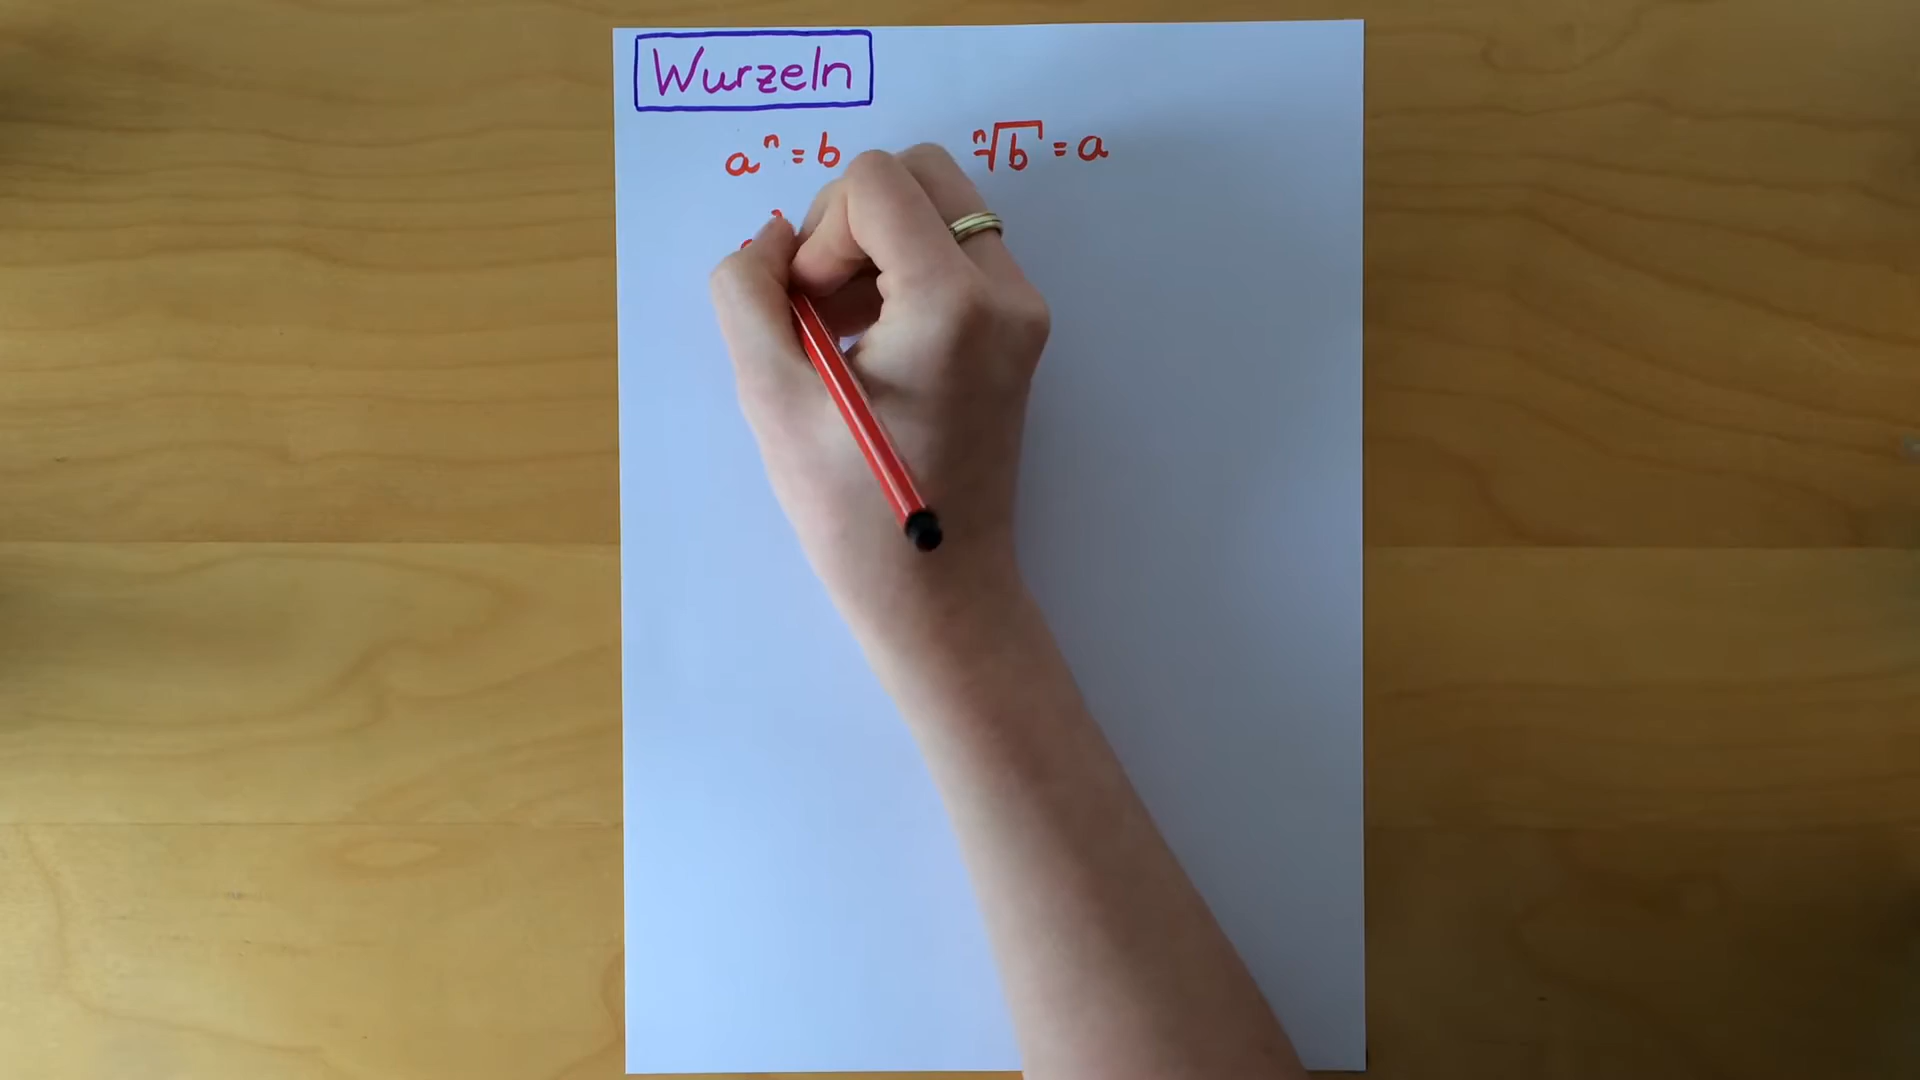 Wurzeln
aⁿ = b ⁿ√b = a